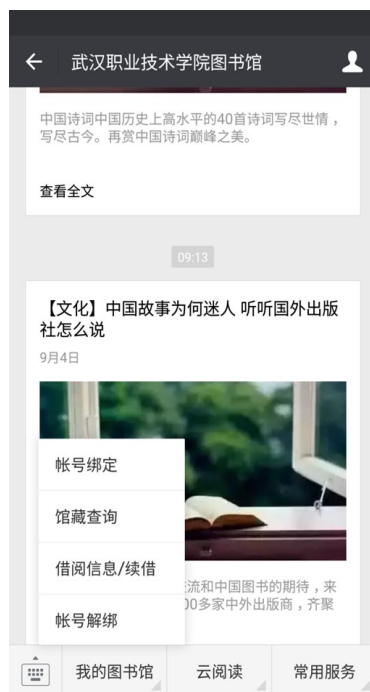 武汉职业技术学院图书馆
中国诗词中国历史上高水平的40首诗词写尽世情，
写尽古今。再赏中国诗词巅峰之美。
查看全文
09:13
【文化】中国故事为何迷人 听听国外出版
社怎么说
9月4日
帐号绑定
馆藏查询
借阅信息/续借
帐号解绑
交流和中国图书的期待，来
00多家中外出版商，齐聚
我的图书馆
云阅读
常用服务